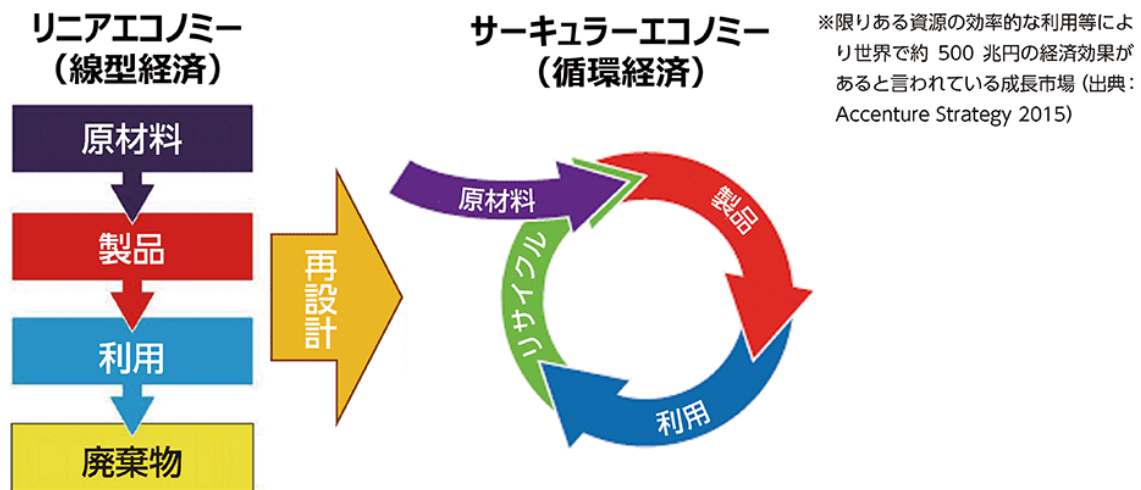 リニアエコノミー
（線型経済）
原材料
製品
利用
廃棄物
再設計
サーキュラーエコノミー
（循環経済）
原材料
製品
利用
リサイクル
※限りある資源の効率的な利用等によ
り世界で約 500 兆円の経済効果が
あると言われている成長市場（出典：
Accenture Strategy 2015）